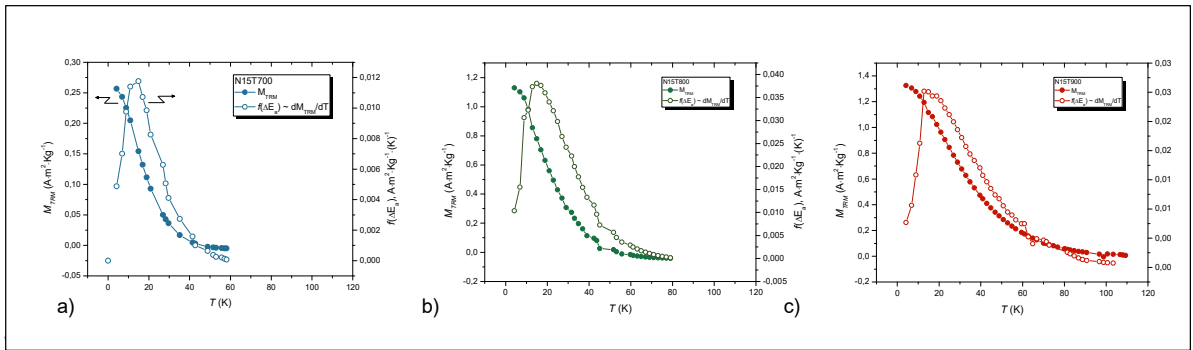 N15T700
M_TRM
f(ΔE_a) ~ dM_TRM/dT
M_TRM (A·m²·Kg⁻¹)
0,30
0,25
0,20
0,15
0,10
0,05
0,00
-0,05
0,012
0,010
0,008
0,006
0,004
0,002
0,000
f(ΔE_a), A·m²·Kg⁻¹·(K)⁻¹
-20 0 20 40 60 80 100 120
T (K)
a)
N15T800
M_TRM
f(ΔE_a) ~ dM_TRM/dT
M_TRM (A·m²·Kg⁻¹)
1,2
1,0
0,8
0,6
0,4
0,2
0,0
-0,2
0,040
0,035
0,030
0,025
0,020
0,015
0,010
0,005
0,000
-0,005
f(ΔE_a), A·m²·Kg⁻¹·(K)⁻¹
-20 0 20 40 60 80 100 120
T (K)
b)
N15T900
M_TRM
f(ΔE_a) ~ dM_TRM/dT
M_TRM (A·m²·Kg⁻¹)
1,4
1,2
1,0
0,8
0,6
0,4
0,2
0,0
-0,2
0,03
0,03
0,02
0,02
0,01
0,01
0,00
0,00
-20 0 20 40 60 80 100 120
T (K)
c)